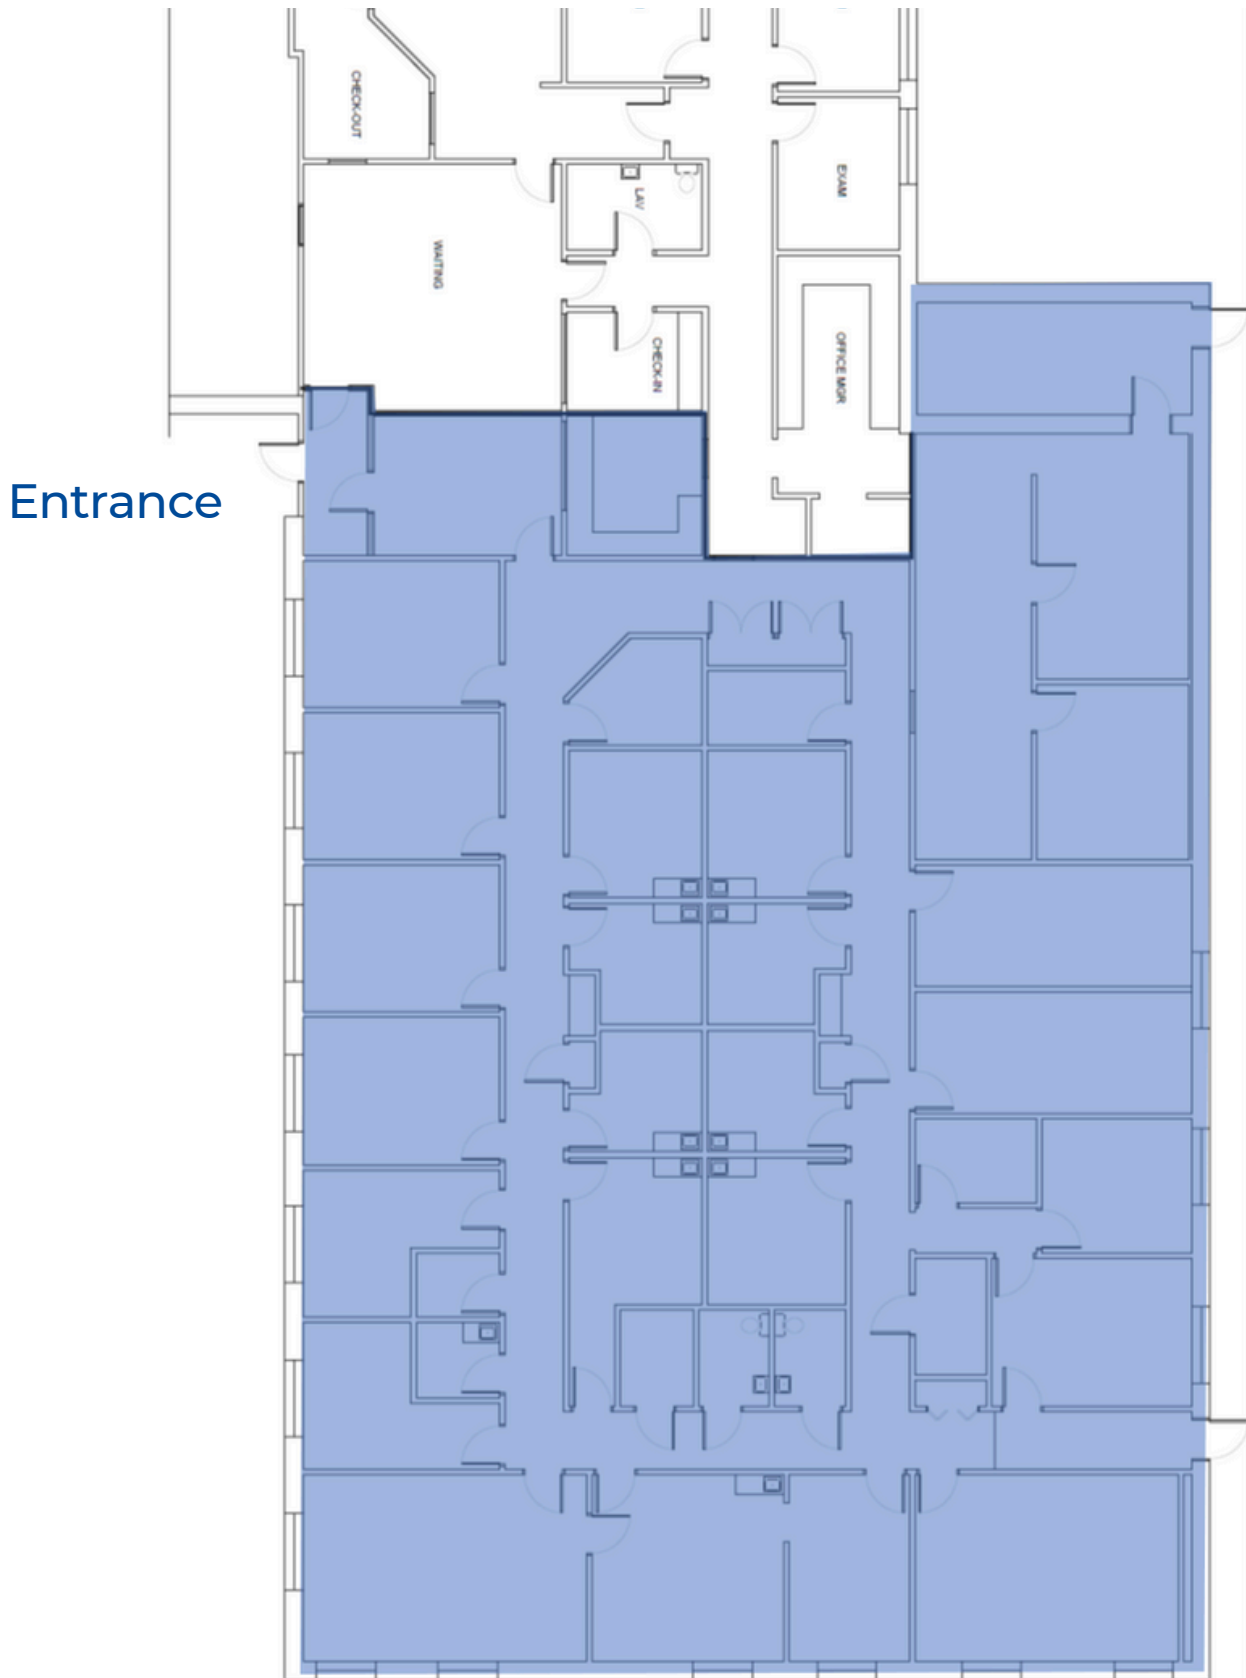 CHECK-OUT
EXAM
LAV
WAITING
OFFICE MGR
CHECK-IN
Entrance